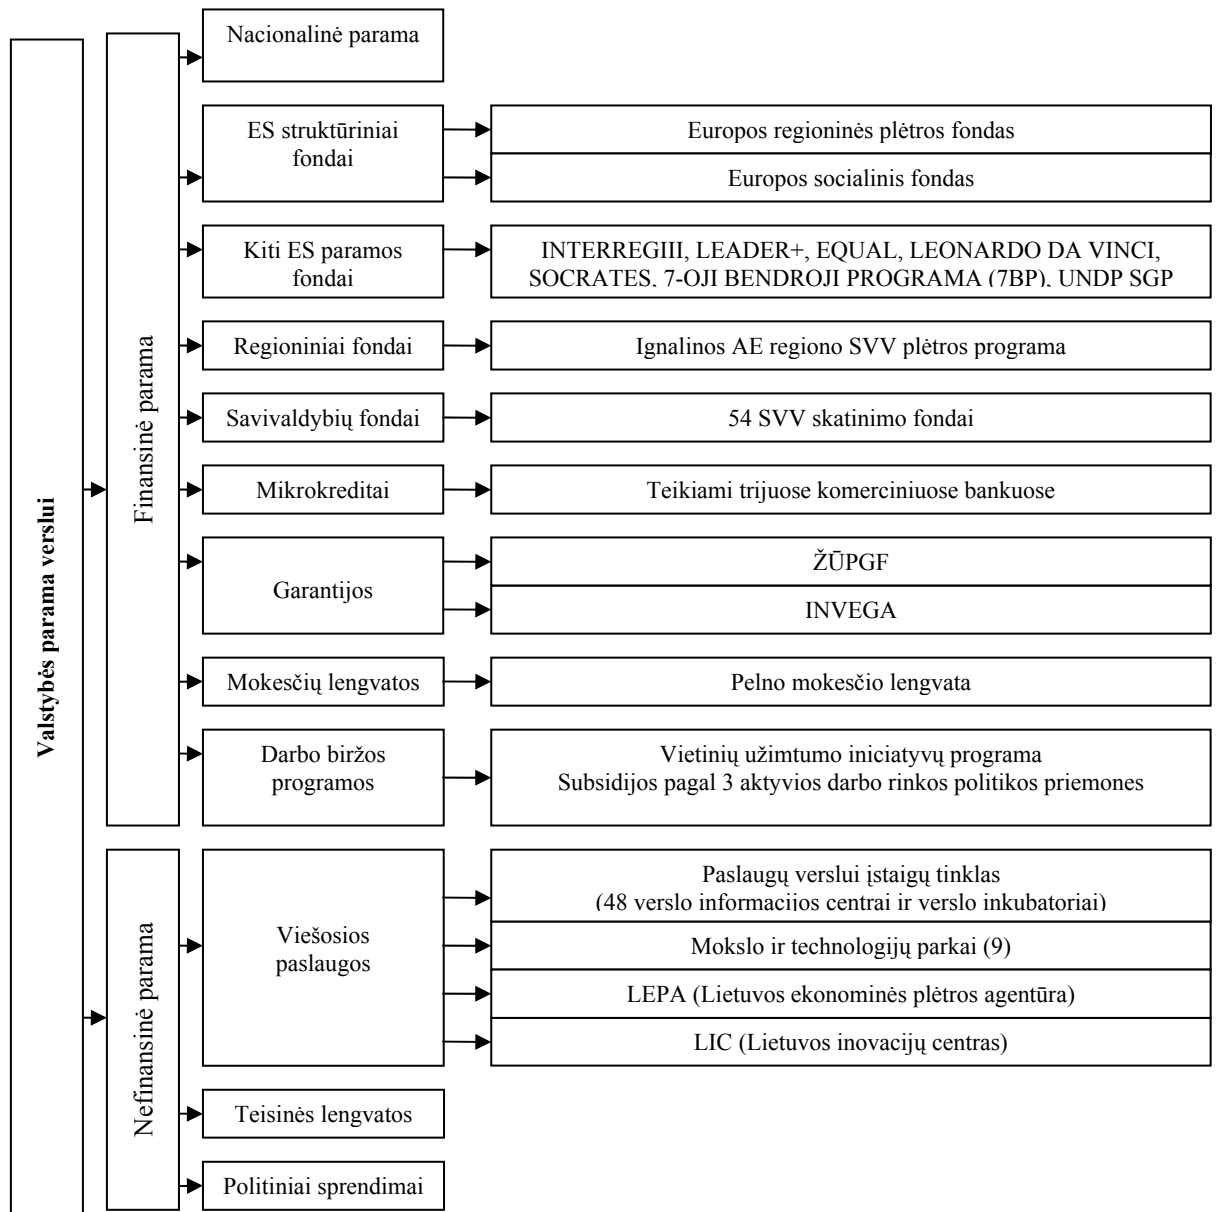 Valstybės parama verslui
Finansinė parama
Nacionalinė parama
ES struktūriniai
fondai
Europos regioninės plėtros fondas
Europos socialinis fondas
Kiti ES paramos
fondai
INTERREGIII, LEADER+, EQUAL, LEONARDO DA VINCI,
SOCRATES, 7-OJI BENDROJI PROGRAMA (7BP), UNDP SGP
Regioniniai fondai
Ignalinos AE regiono SVV plėtros programa
Savivaldybių fondai
54 SVV skatinimo fondai
Mikrokreditai
Teikiami trijuose komerciniuose bankuose
Garantijos
ŽŪPGF
INVEGA
Mokesčių lengvatos
Pelno mokesčio lengvata
Darbo biržos
programos
Vietinių užimtumo iniciatyvų programa
Subsidijos pagal 3 aktyvios darbo rinkos politikos priemones
Nefinansinė parama
Viešosios
paslaugos
Paslaugų verslui įstaigų tinklas
(48 verslo informacijos centrai ir verslo inkubatoriai)
Mokslo ir technologijų parkai (9)
LEPA (Lietuvos ekonominės plėtros agentūra)
LIC (Lietuvos inovacijų centras)
Teisinės lengvatos
Politiniai sprendimai